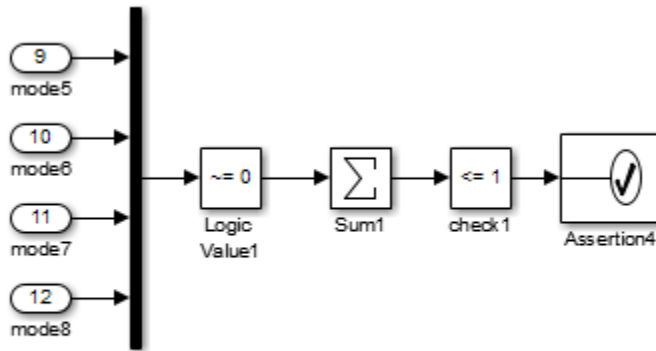 9
mode5
10
mode6
11
mode7
12
mode8
~= 0
Logic
Value1
Σ
Sum1
<= 1
check1
Assertion4